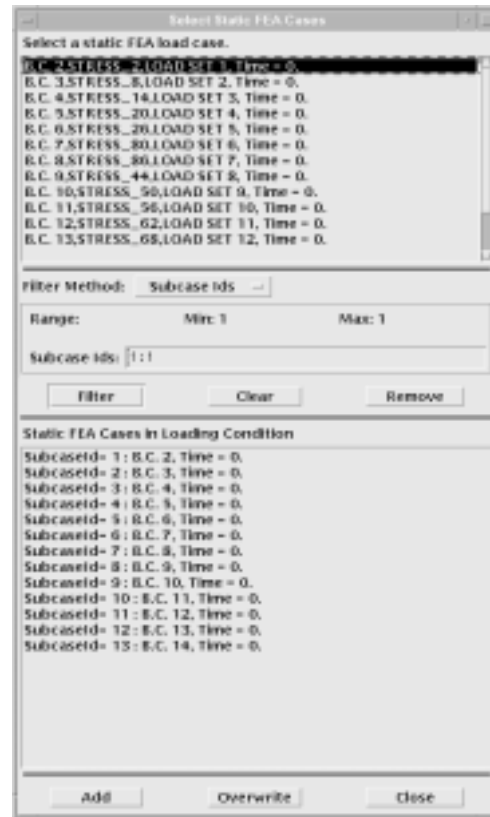 Select Static FEA Cases
Select a static FEA load case.
B.C. 2,STRESS_2,LOAD SET 1, Time = 0.
B.C. 3,STRESS_8,LOAD SET 2, Time = 0.
B.C. 4,STRESS_14,LOAD SET 3, Time = 0.
B.C. 5,STRESS_20,LOAD SET 4, Time = 0.
B.C. 6,STRESS_26,LOAD SET 5, Time = 0.
B.C. 7,STRESS_80,LOAD SET 6, Time = 0.
B.C. 8,STRESS_86,LOAD SET 7, Time = 0.
B.C. 9,STRESS_44,LOAD SET 8, Time = 0.
B.C. 10,STRESS_50,LOAD SET 9, Time = 0.
B.C. 11,STRESS_56,LOAD SET 10, Time = 0.
B.C. 12,STRESS_62,LOAD SET 11, Time = 0.
B.C. 13,STRESS_68,LOAD SET 12, Time = 0.
Filter Method: Subcase Ids
Range: Min: 1 Max: 1
Subcase Ids: 1:1
Filter Clear Remove
Static FEA Cases in Loading Condition
SubcaseId- 1 : B.C. 2, Time = 0.
SubcaseId- 2 : B.C. 3, Time = 0.
SubcaseId- 3 : B.C. 4, Time = 0.
SubcaseId- 4 : B.C. 5, Time = 0.
SubcaseId- 5 : B.C. 6, Time = 0.
SubcaseId- 6 : B.C. 7, Time = 0.
SubcaseId- 7 : B.C. 8, Time = 0.
SubcaseId- 8 : B.C. 9, Time = 0.
SubcaseId- 9 : B.C. 10, Time = 0.
SubcaseId- 10 : B.C. 11, Time = 0.
SubcaseId- 11 : B.C. 12, Time = 0.
SubcaseId- 12 : B.C. 13, Time = 0.
SubcaseId- 13 : B.C. 14, Time = 0.
Add Overwrite Close